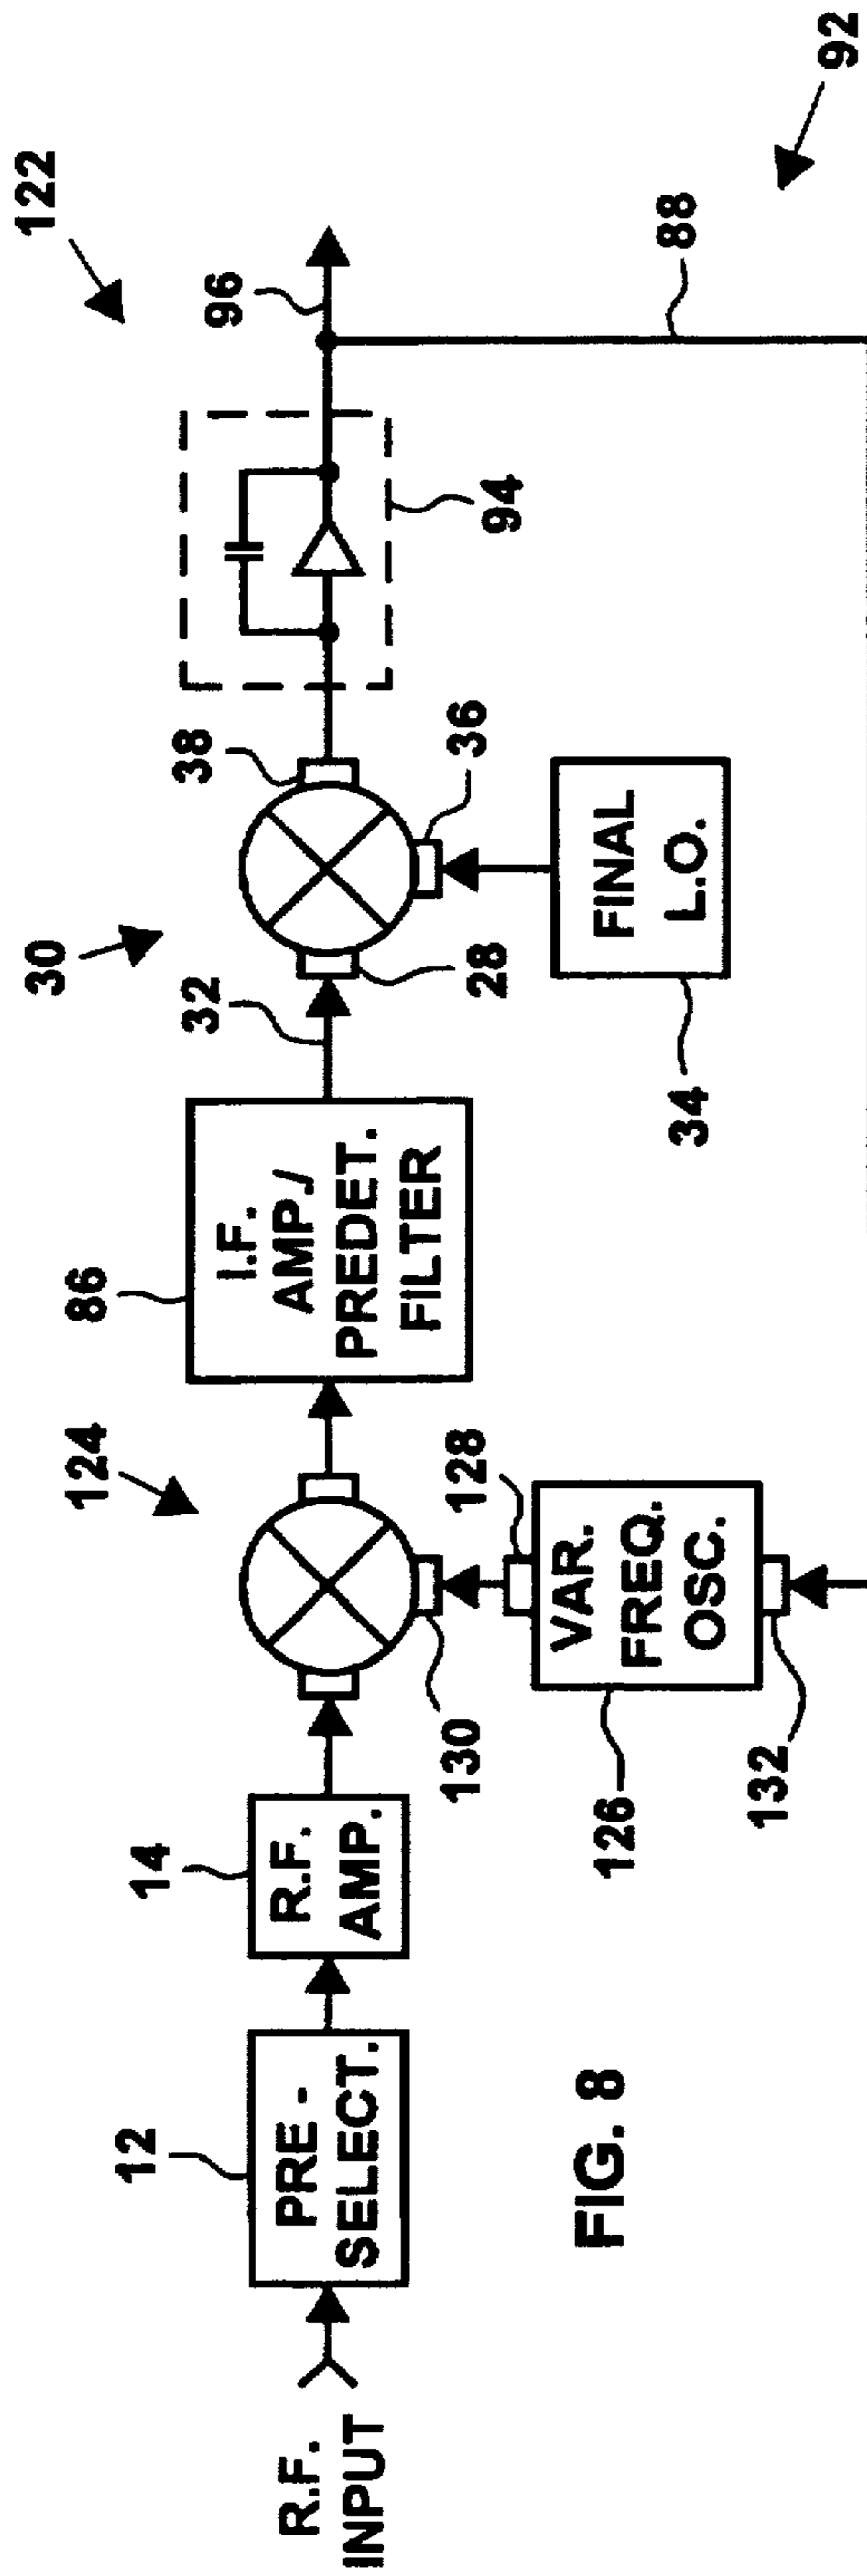 122
92
30
38
96
124
86
32
14
12
R.F.
INPUT
PRE -
SELECT.
R.F.
AMP.
I.F.
AMP./
PREDET.
FILTER
94
88
130
128
28
36
VAR.
FREQ.
OSC.
FINAL
L.O.
126
132
34
FIG. 8